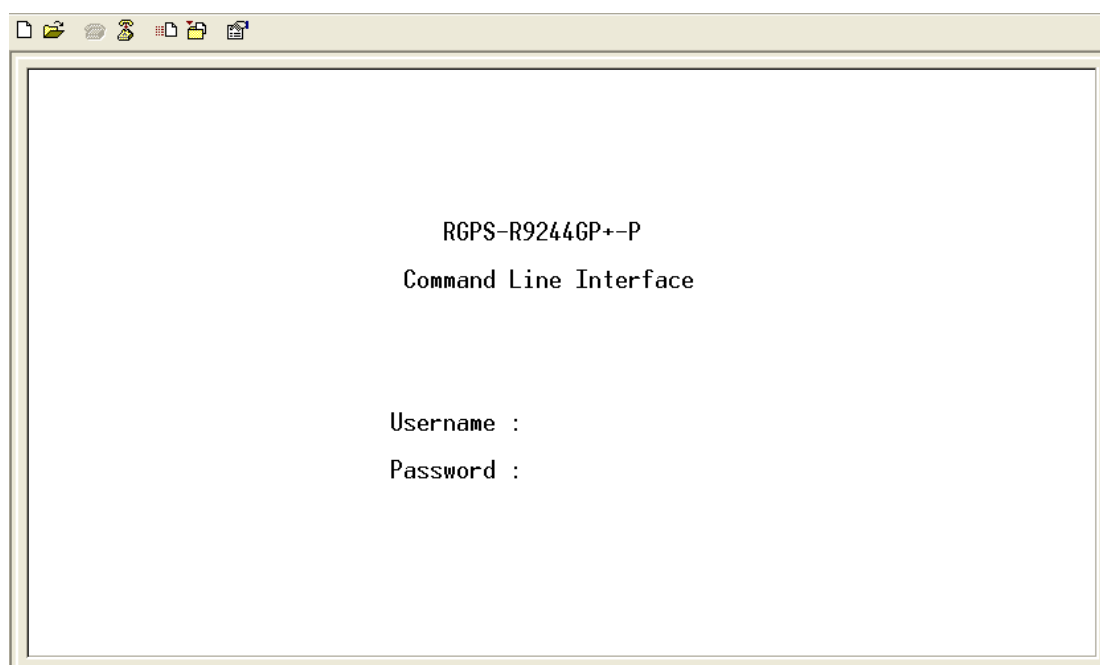 RGPS-R9244GP+-P
Command Line Interface
Username :
Password :